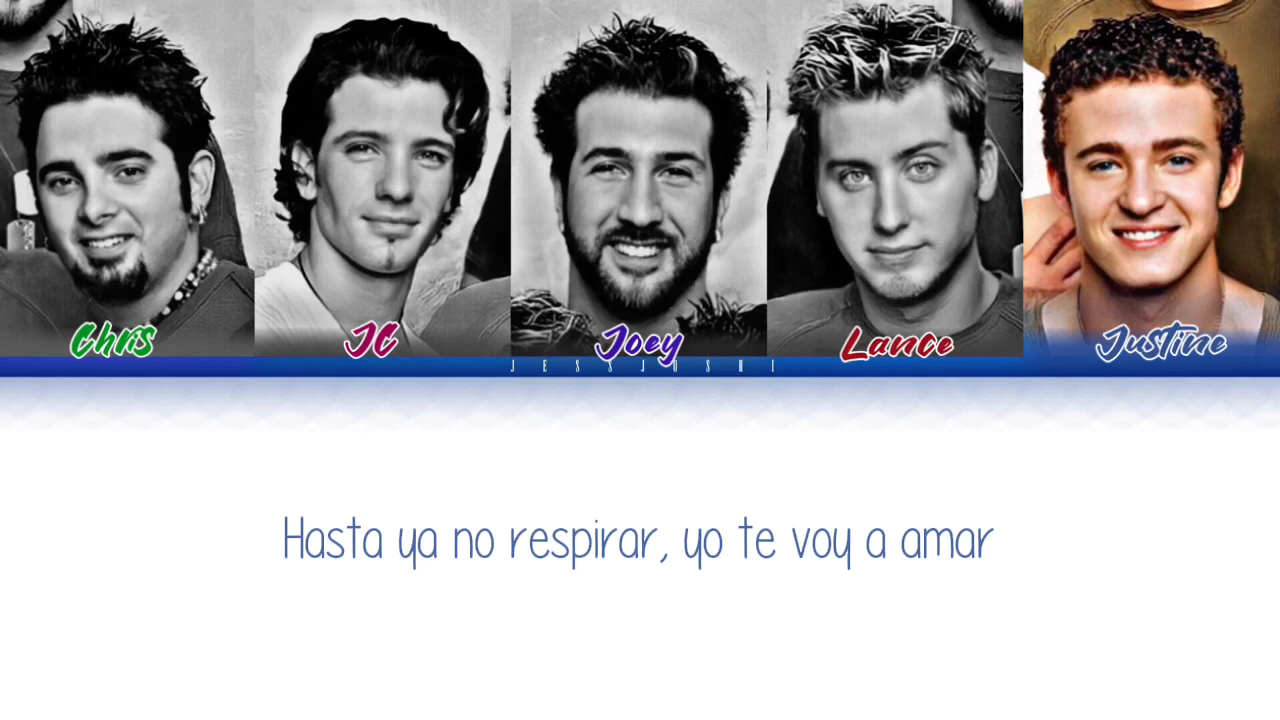 Chris JC Joey Lance Justine
JESSJOSHI
Hasta ya no respirar, yo te voy a amar